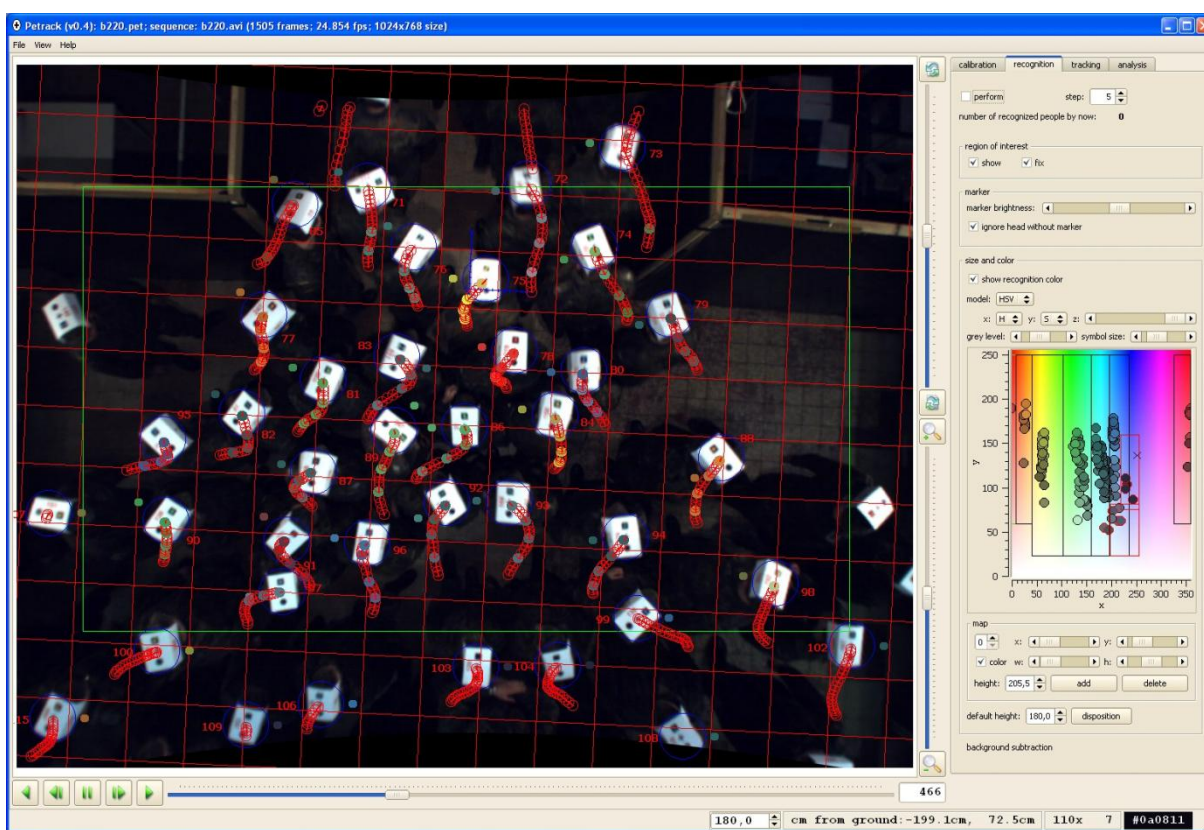 Petrack (v0.4): b220.pet; sequence: b220.avi (1505 frames; 24.854 fps; 1024x768 size)
File View Help
calibration recognition tracking analysis
perform step: 5
number of recognized people by now: 0
region of interest
show fix
marker
marker brightness:
ignore head without marker
size and color
show recognition color
model: HSV
x: H y: S z:
grey level: symbol size:
250
200
150
y
100
50
0
0 50 100 150 200 250 300 350
x
map
0 x: y:
color w: h:
height: 205,5 add delete
default height: 180,0 disposition
background subtraction
73
72
71
65
74
76
75
79
77
83
78
80
81
95
82
86
84
88
89
87
92
93
90
96
94
91
97
98
99
100
103
104
102
15
106
109
108
466
180,0 cm from ground:-199.1cm, 72.5cm 110x 7 #0a0811